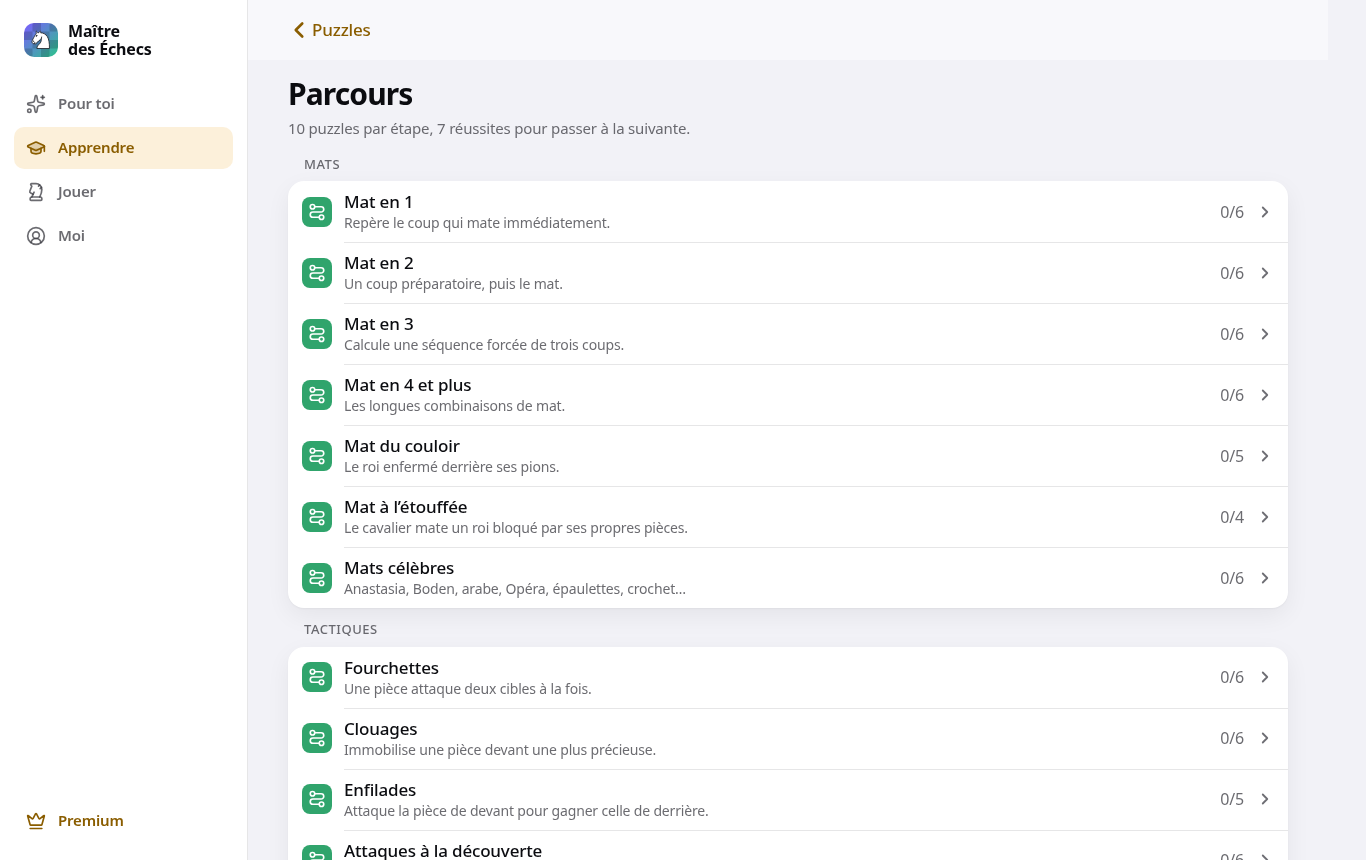 Maître
des Échecs
Pour toi
Apprendre
Jouer
Moi
Premium
Puzzles
Parcours
10 puzzles par étape, 7 réussites pour passer à la suivante.
MATS
Mat en 1
Repère le coup qui mate immédiatement.
0/6
Mat en 2
Un coup préparatoire, puis le mat.
0/6
Mat en 3
Calcule une séquence forcée de trois coups.
0/6
Mat en 4 et plus
Les longues combinaisons de mat.
0/6
Mat du couloir
Le roi enfermé derrière ses pions.
0/5
Mat à l’étouffée
Le cavalier mate un roi bloqué par ses propres pièces.
0/4
Mats célèbres
Anastasia, Boden, arabe, Opéra, épaulettes, crochet…
0/6
TACTIQUES
Fourchettes
Une pièce attaque deux cibles à la fois.
0/6
Clouages
Immobilise une pièce devant une plus précieuse.
0/6
Enfilades
Attaque la pièce de devant pour gagner celle de derrière.
0/5
Attaques à la découverte
0/6